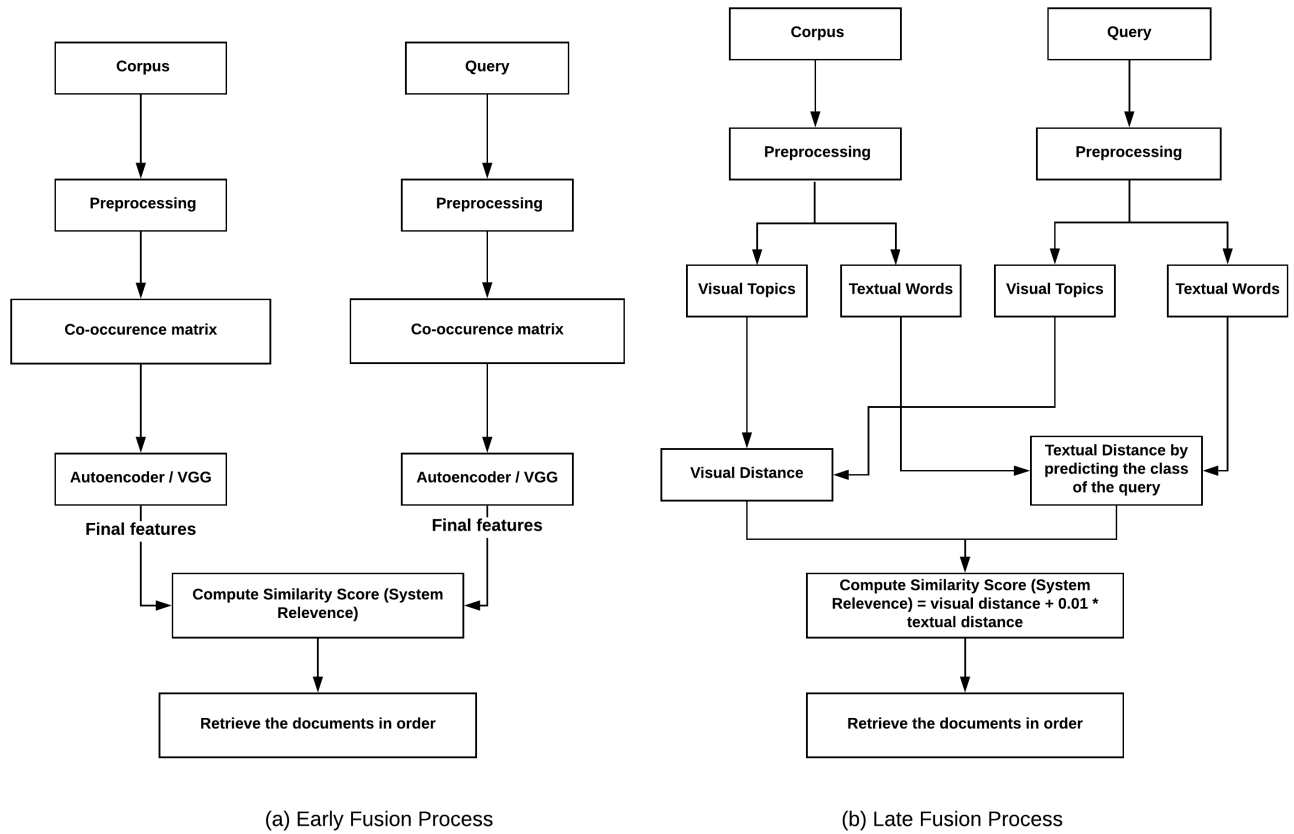 Corpus
Query
Preprocessing
Preprocessing
Co-occurence matrix
Co-occurence matrix
Autoencoder / VGG
Autoencoder / VGG
Final features
Final features
Compute Similarity Score (System
Relevence)
Retrieve the documents in order
(a) Early Fusion Process
Corpus
Query
Preprocessing
Preprocessing
Visual Topics
Textual Words
Visual Topics
Textual Words
Visual Distance
Textual Distance by
predicting the class
of the query
Compute Similarity Score (System
Relevence) = visual distance + 0.01 *
textual distance
Retrieve the documents in order
(b) Late Fusion Process